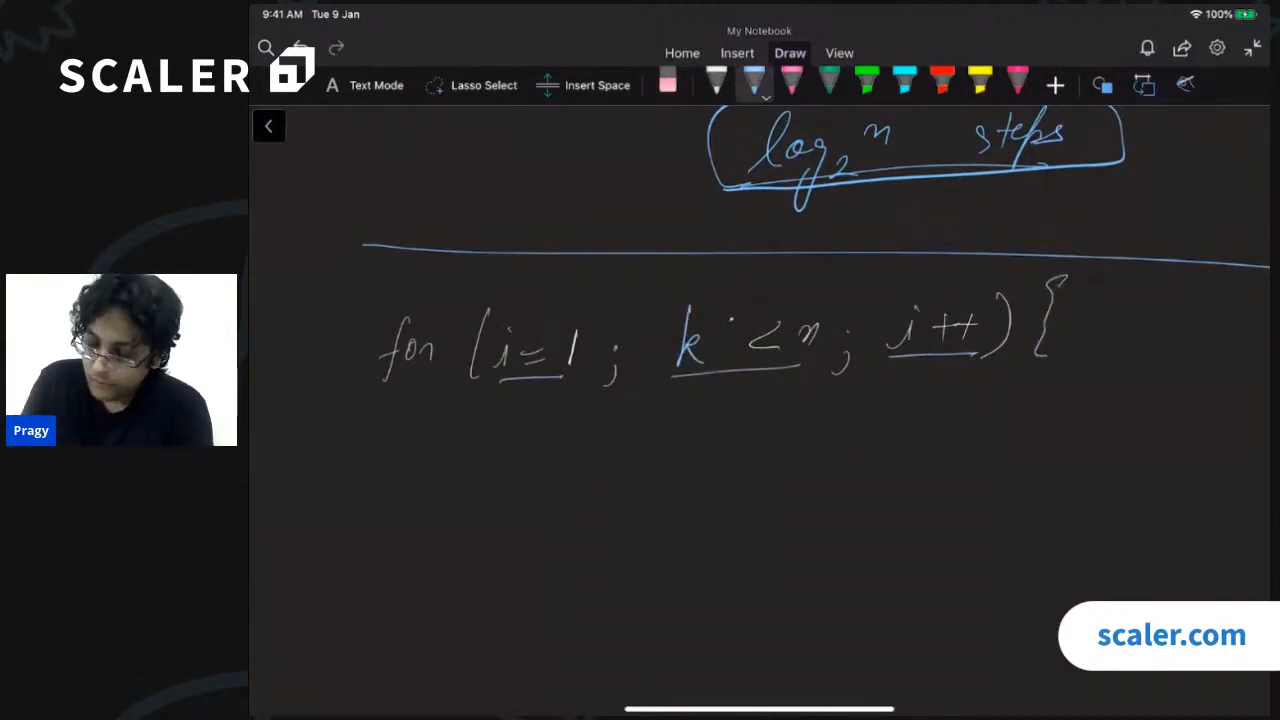 9:41 AM Tue 9 Jan
100%
My Notebook
SCALER
Home Insert Draw View
A Text Mode Lasso Select Insert Space
log₂ n steps
for (i=1; k < n; i++) {
Pragy
scaler.com